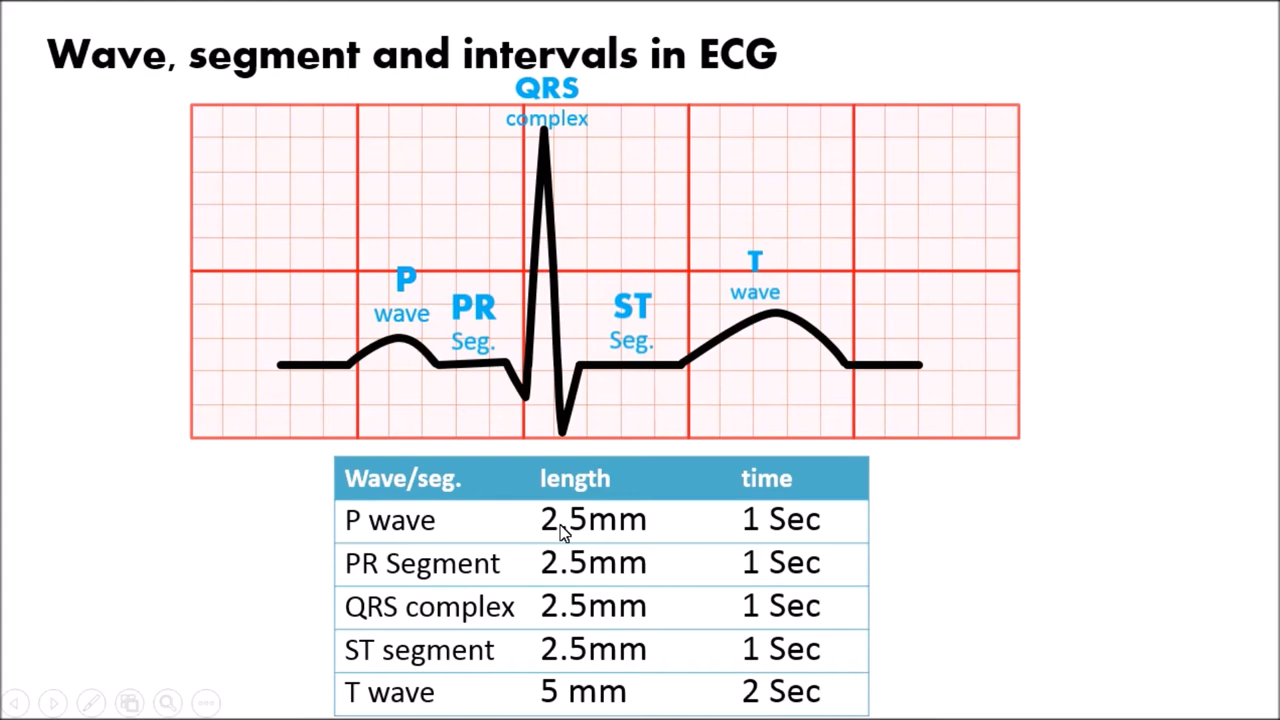 Wave, segment and intervals in ECG
QRS
complex
P
wave
PR
Seg.
ST
Seg.
T
wave
Wave/seg. length time
P wave 2.5mm 1 Sec
PR Segment 2.5mm 1 Sec
QRS complex 2.5mm 1 Sec
ST segment 2.5mm 1 Sec
T wave 5 mm 2 Sec